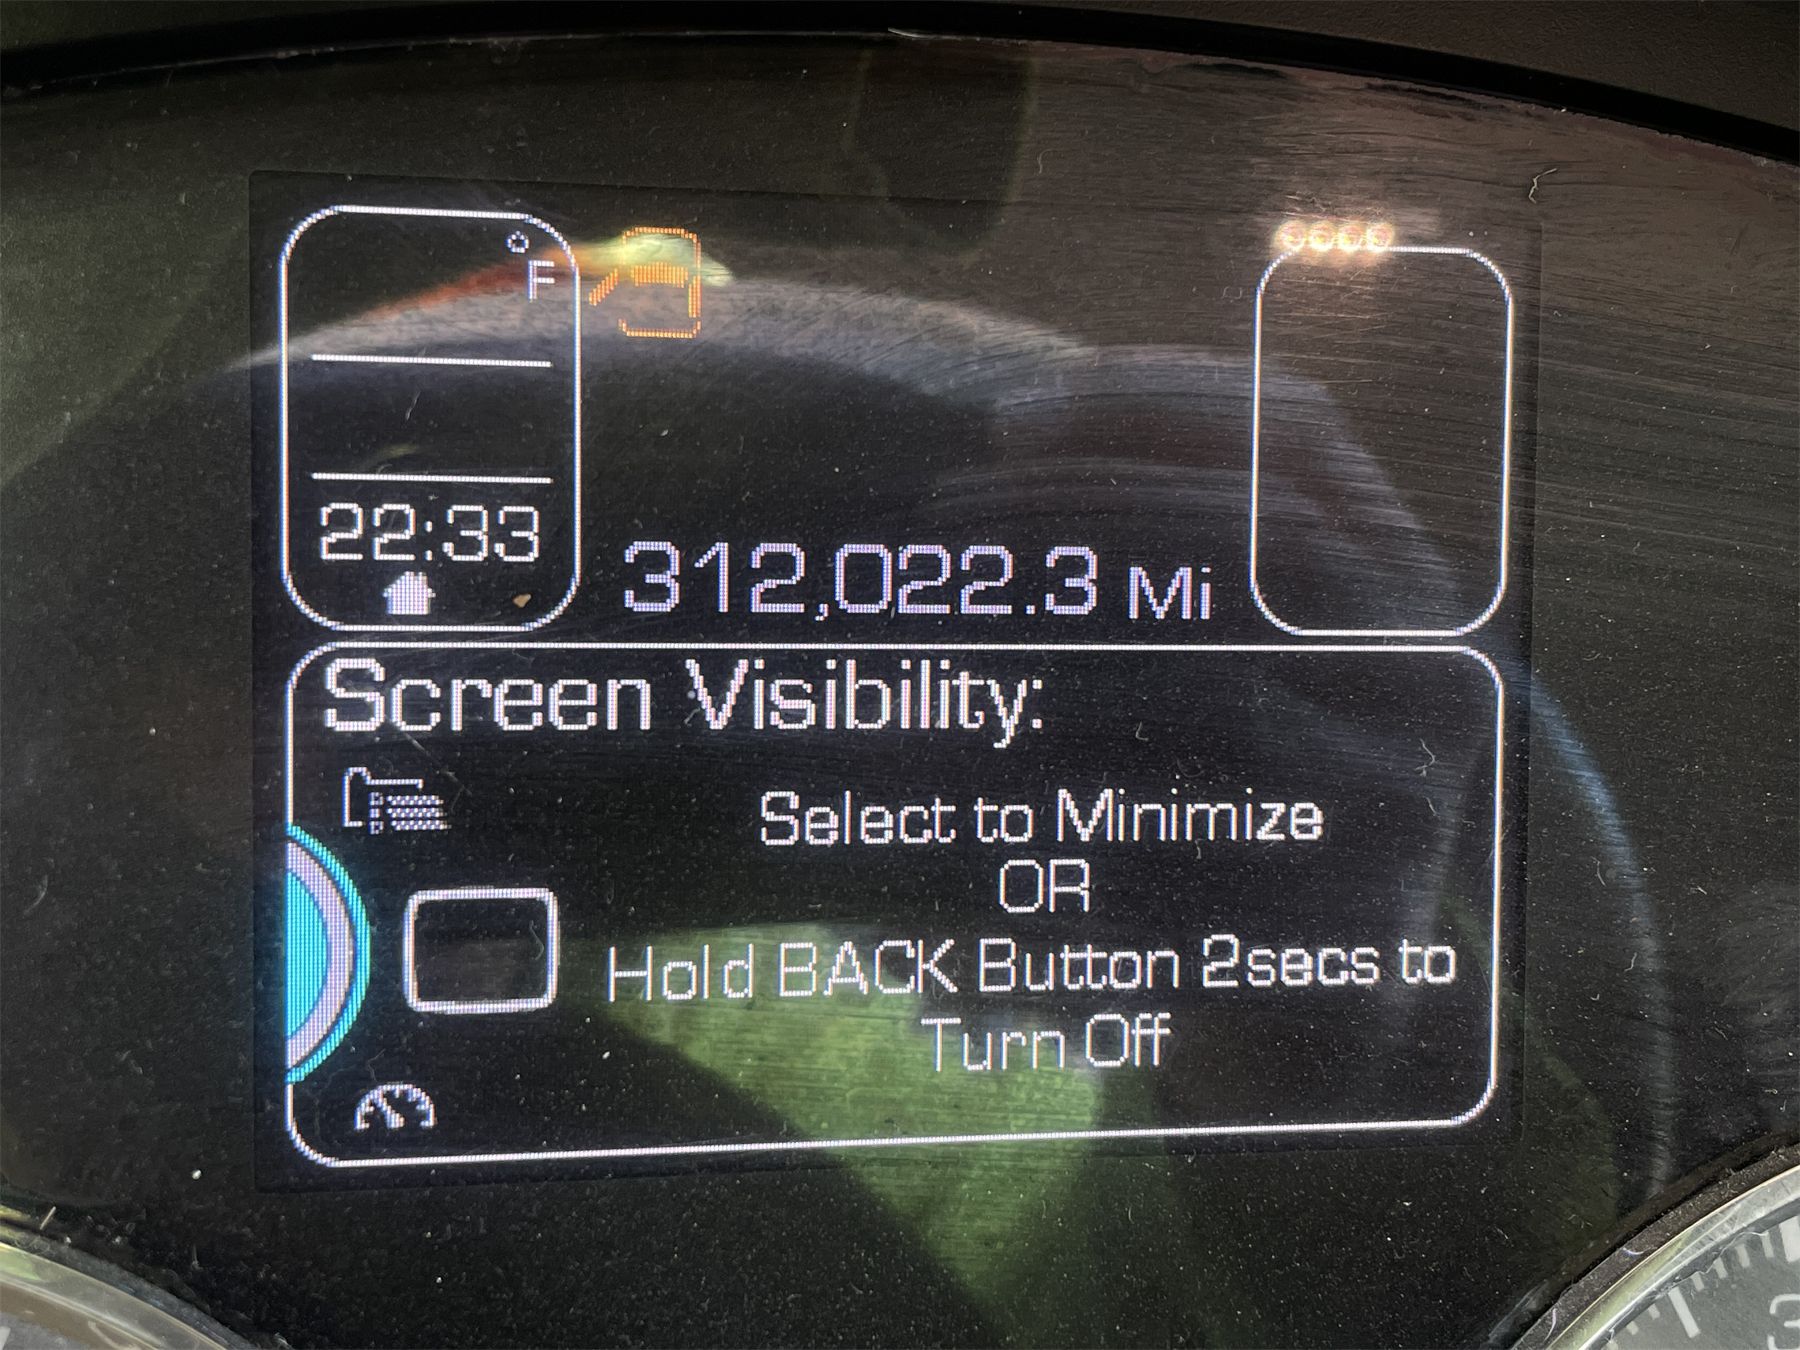 °F
22:33
312,022.3 Mi
Screen Visibility:
Select to Minimize
OR
Hold BACK Button 2secs to
Turn Off
3